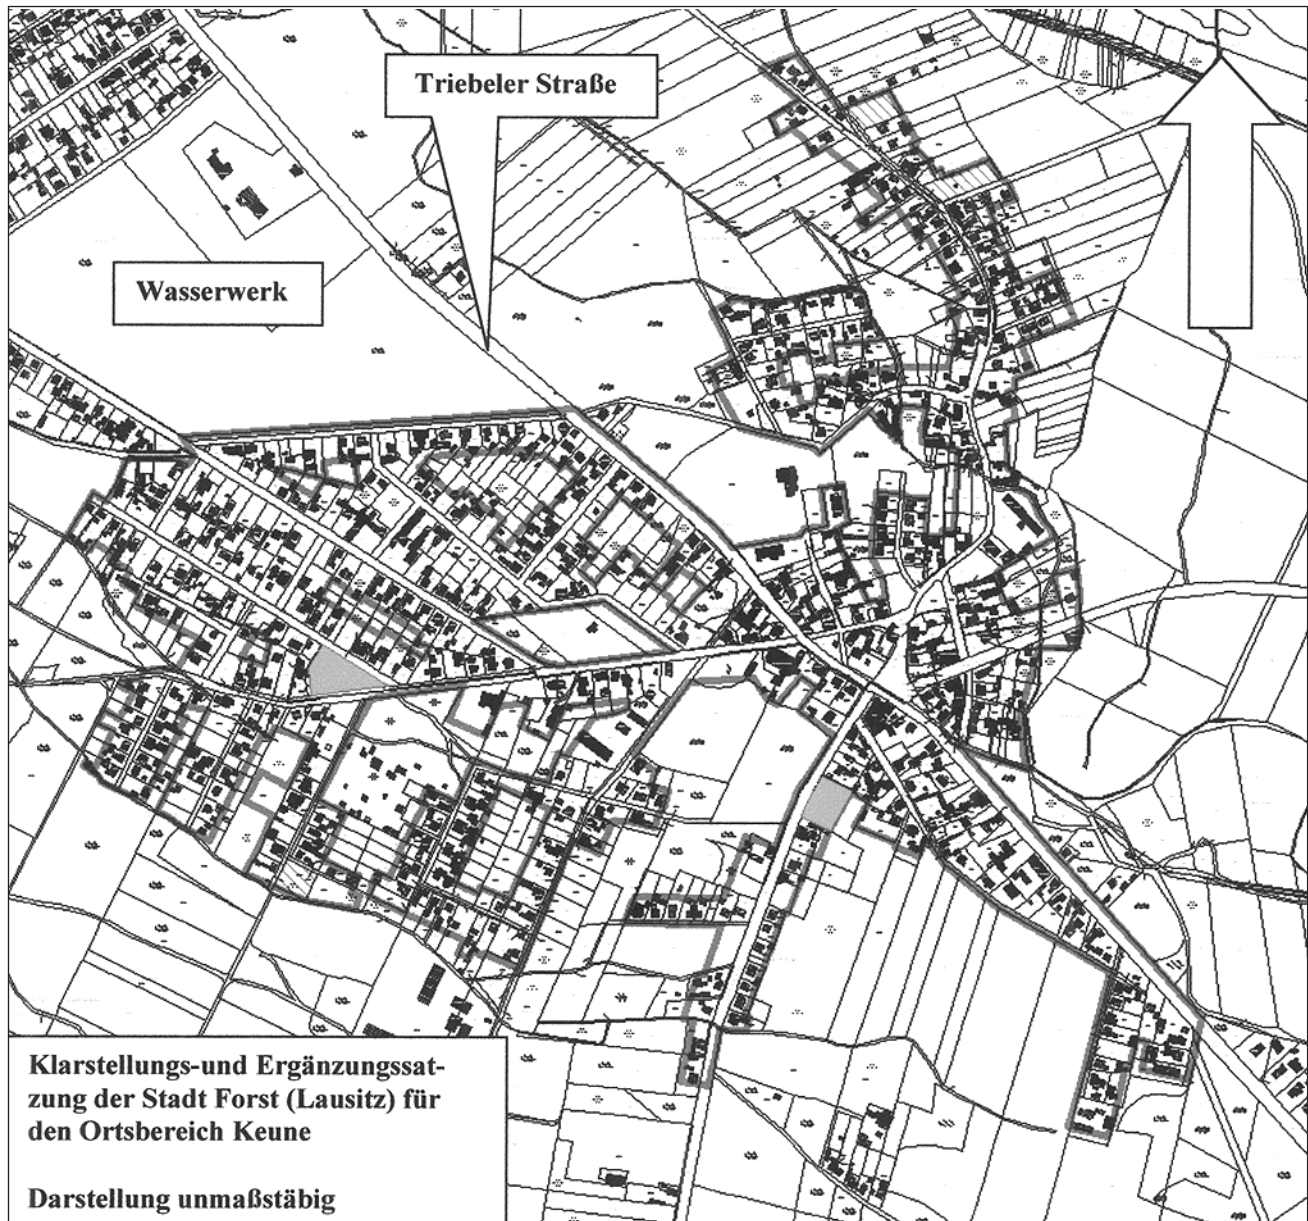 Triebeler Straße
Wasserwerk
Klarstellungs-und Ergänzungssat-
zung der Stadt Forst (Lausitz) für
den Ortsbereich Keune
Darstellung unmaßstäbig